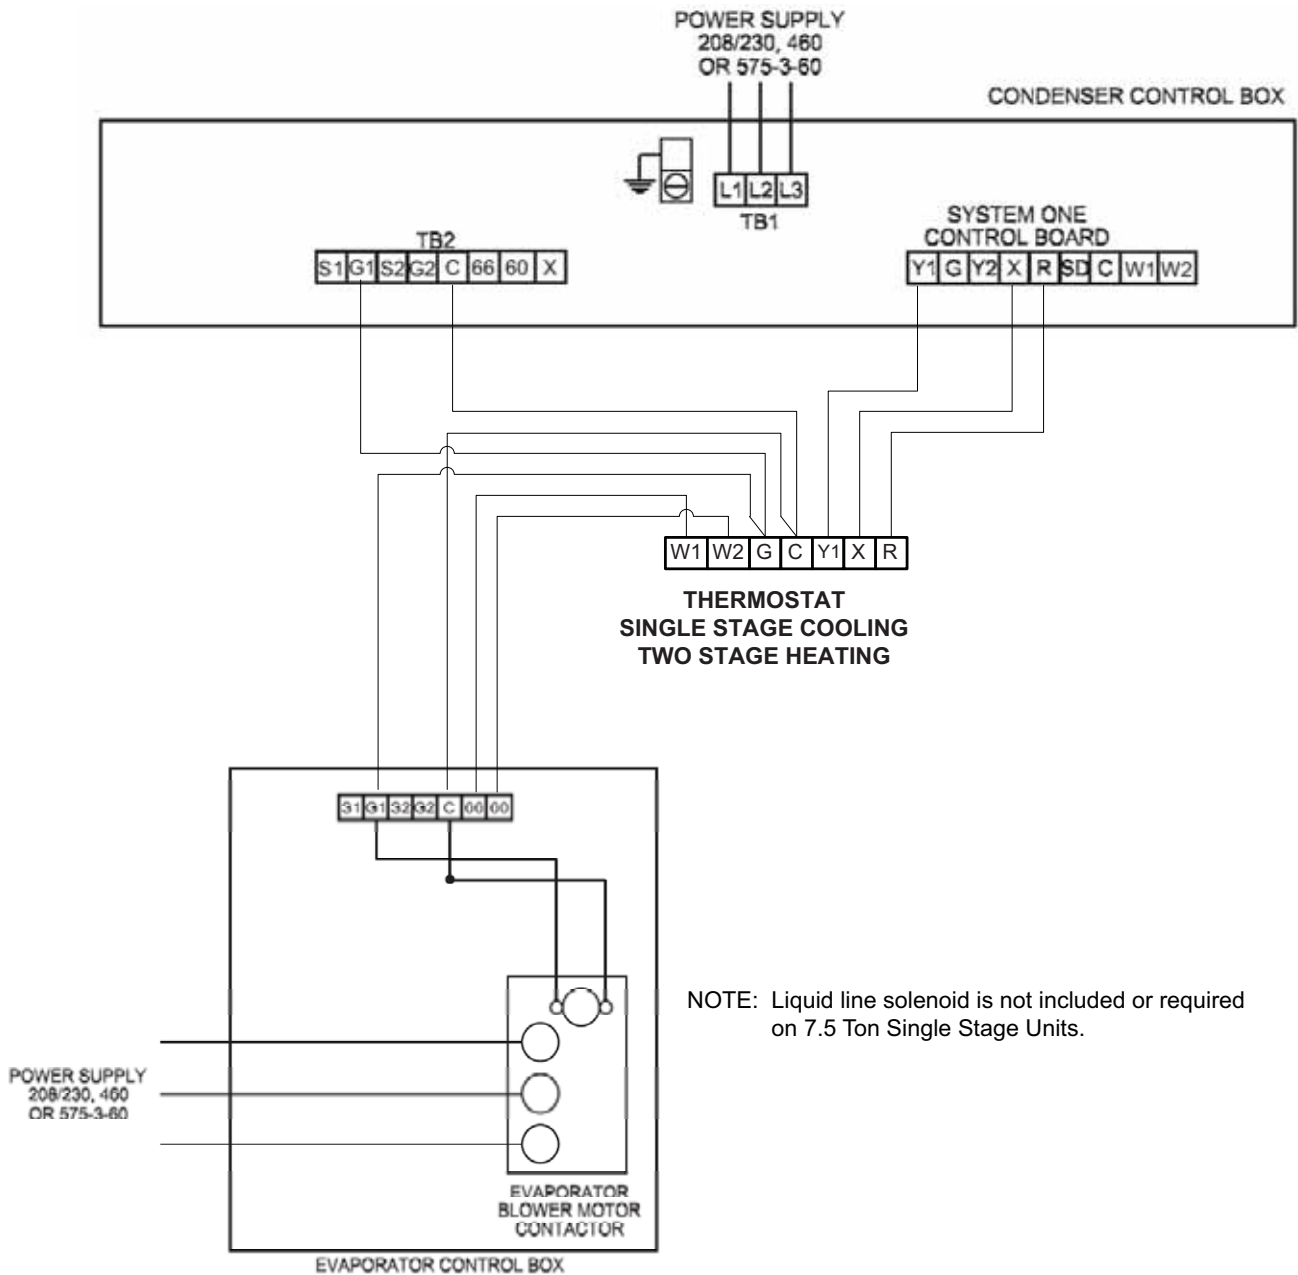 POWER SUPPLY
208/230, 460
OR 575-3-60
CONDENSER CONTROL BOX
L1 L2 L3
TB1
SYSTEM ONE
CONTROL BOARD
TB2
S1 G1 S2 G2 C 66 60 X
Y1 G Y2 X R SD C W1 W2
W1 W2 G C Y1 X R
THERMOSTAT
SINGLE STAGE COOLING
TWO STAGE HEATING
G1 G2 C
NOTE: Liquid line solenoid is not included or required
on 7.5 Ton Single Stage Units.
POWER SUPPLY
208/230, 460
OR 575-3-60
EVAPORATOR
BLOWER MOTOR
CONTACTOR
EVAPORATOR CONTROL BOX